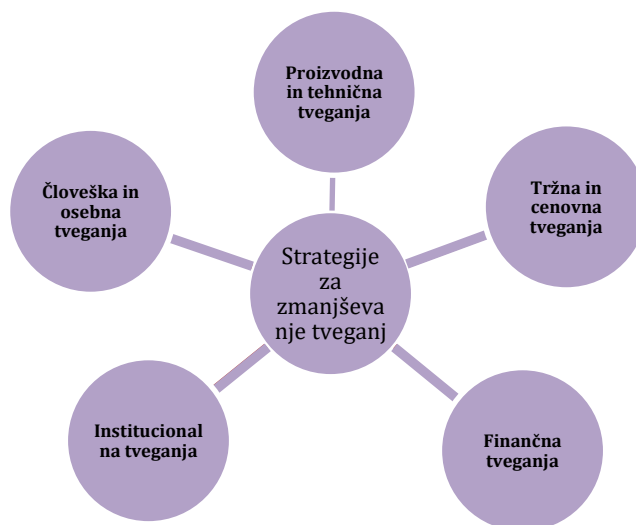 Proizvodna
in tehnična
tveganja
Človeška in
osebna
tveganja
Tržna in
cenovna
tveganja
Strategije
za
zmanjševa
nje tveganj
Institucional
na tveganja
Finančna
tveganja